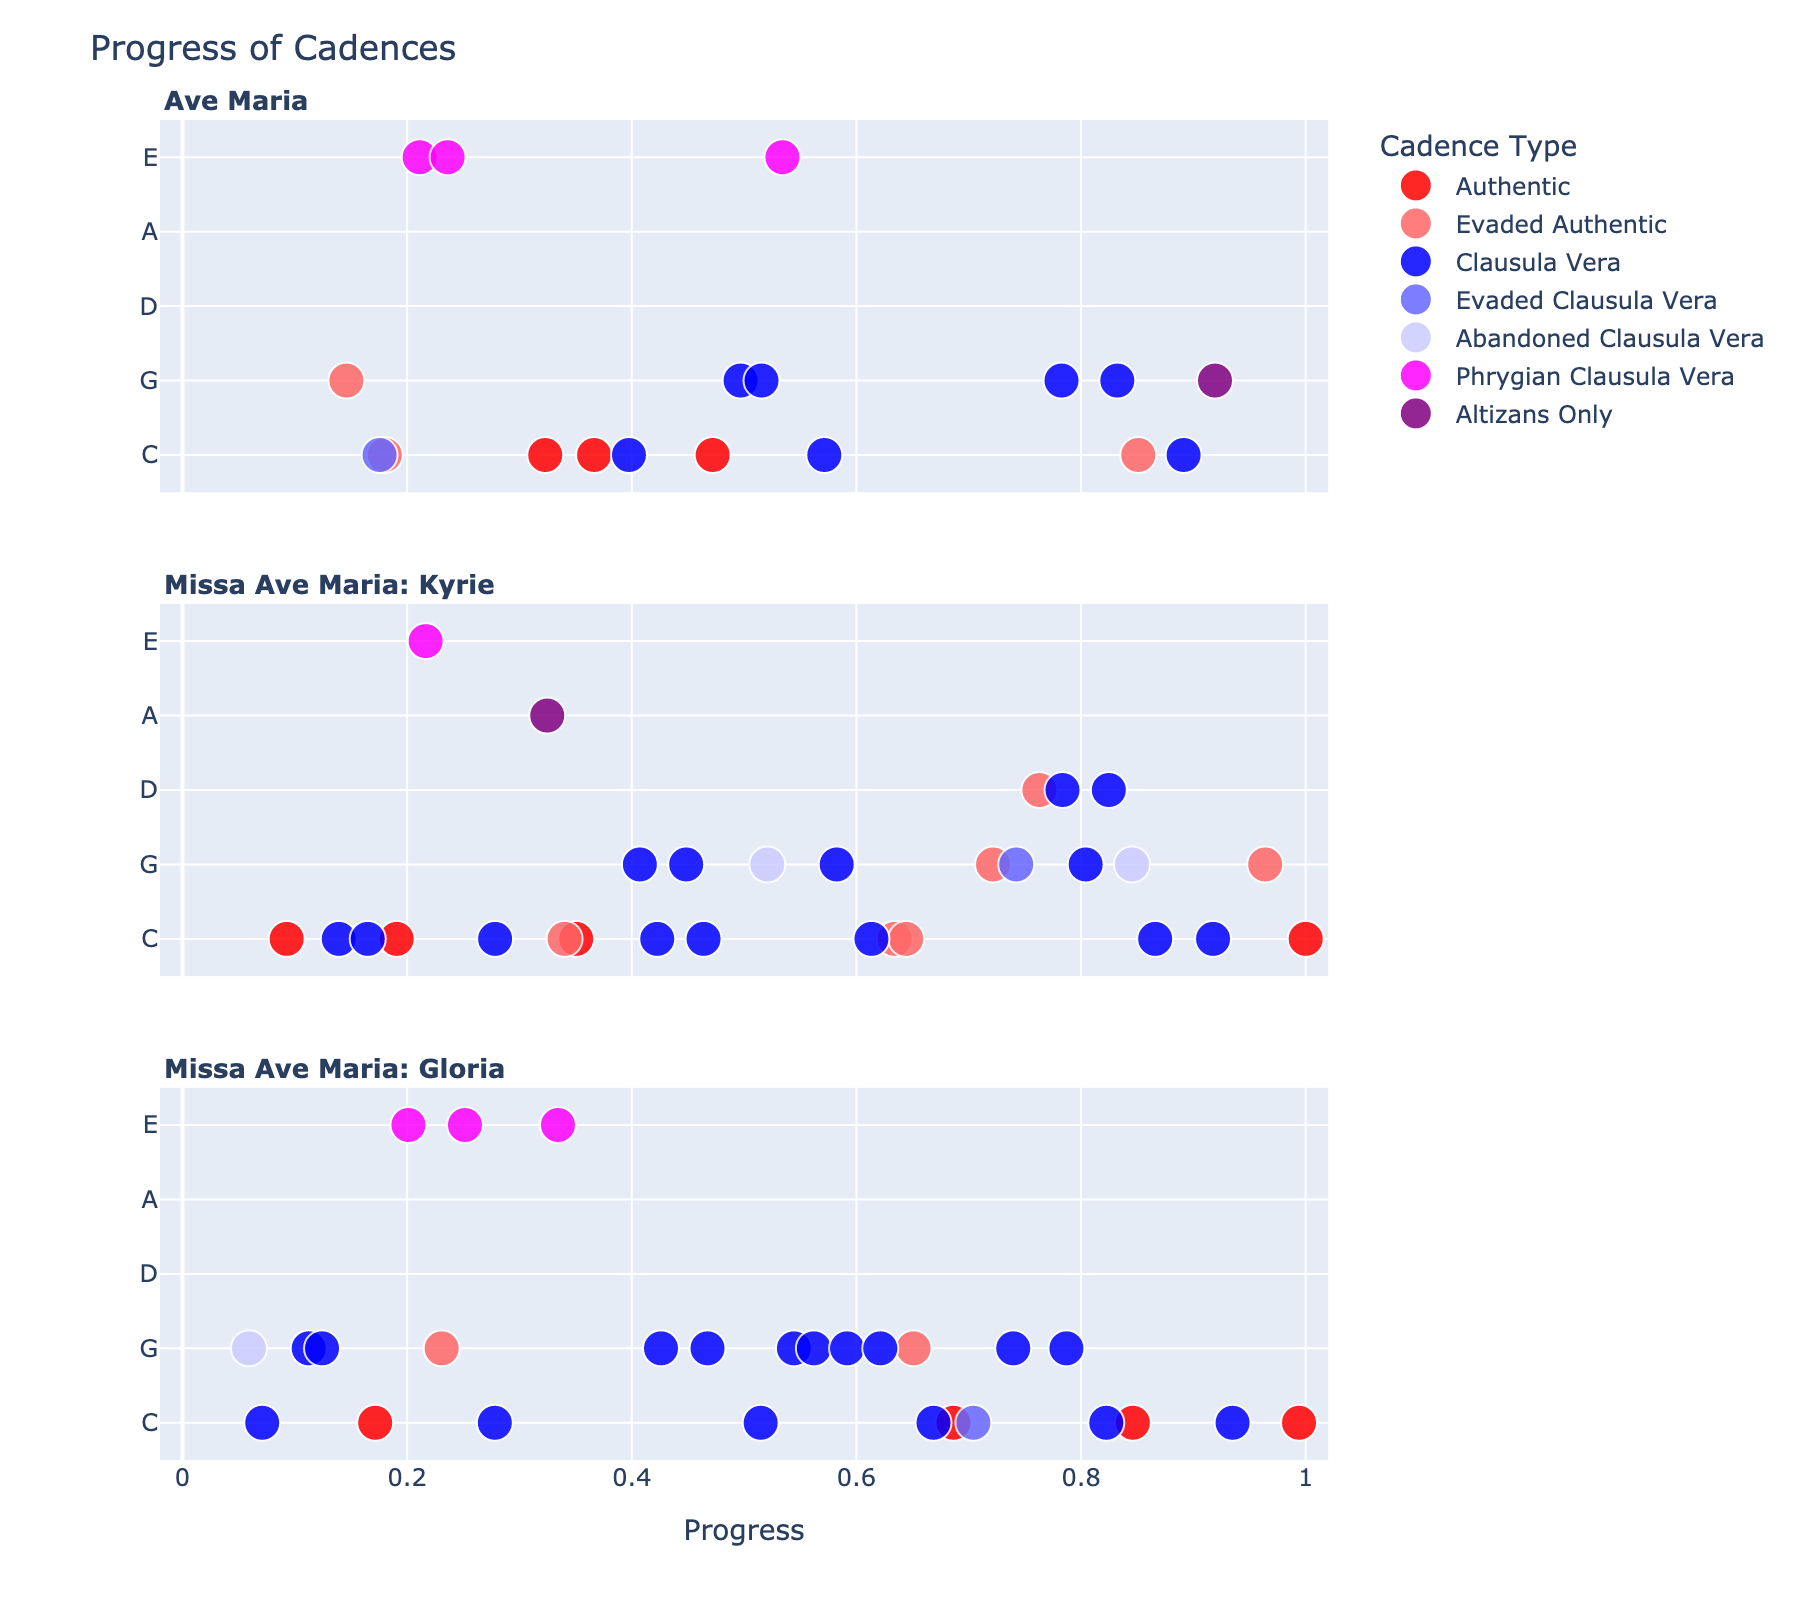 Progress of Cadences
Ave Maria
E
A
D
G
C
Cadence Type
Authentic
Evaded Authentic
Clausula Vera
Evaded Clausula Vera
Abandoned Clausula Vera
Phrygian Clausula Vera
Altizans Only
Missa Ave Maria: Kyrie
E
A
D
G
C
Missa Ave Maria: Gloria
E
A
D
G
C
0 0.2 0.4 0.6 0.8 1
Progress